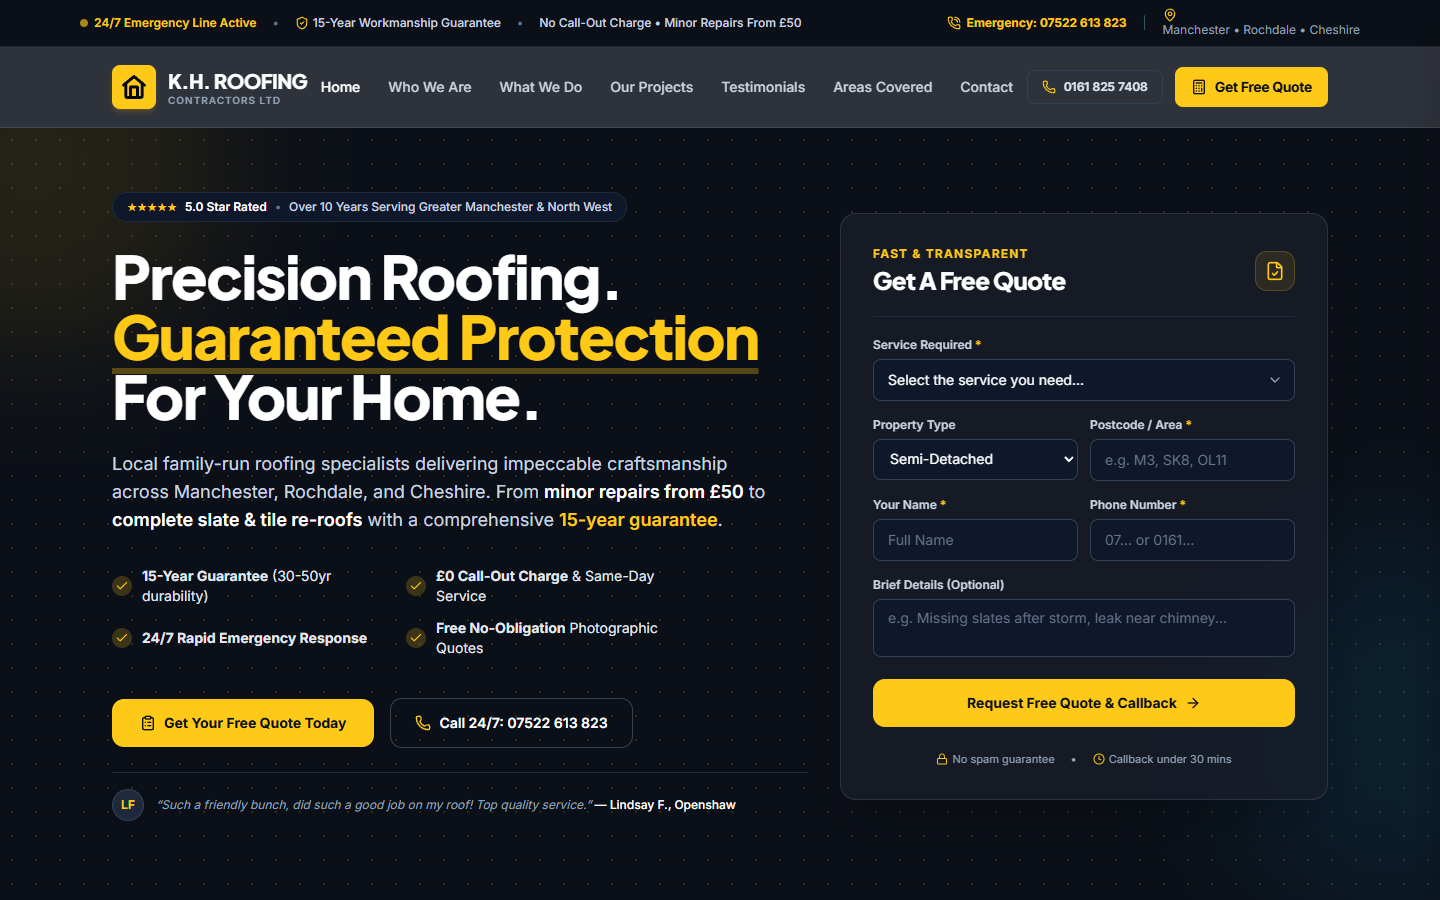 24/7 Emergency Line Active • 15-Year Workmanship Guarantee • No Call-Out Charge • Minor Repairs From £50
Emergency: 07522 613 823
Manchester • Rochdale • Cheshire
K.H. ROOFING
CONTRACTORS LTD
Home Who We Are What We Do Our Projects Testimonials Areas Covered Contact
0161 825 7408
Get Free Quote
★★★★★ 5.0 Star Rated • Over 10 Years Serving Greater Manchester & North West
Precision Roofing.
Guaranteed Protection
For Your Home.
Local family-run roofing specialists delivering impeccable craftsmanship
across Manchester, Rochdale, and Cheshire. From minor repairs from £50 to
complete slate & tile re-roofs with a comprehensive 15-year guarantee.
15-Year Guarantee (30-50yr
durability)
£0 Call-Out Charge & Same-Day
Service
24/7 Rapid Emergency Response
Free No-Obligation Photographic
Quotes
Get Your Free Quote Today
Call 24/7: 07522 613 823
LF
“Such a friendly bunch, did such a good job on my roof! Top quality service.” — Lindsay F., Openshaw
FAST & TRANSPARENT
Get A Free Quote
Service Required *
Select the service you need...
Property Type
Semi-Detached
Postcode / Area *
e.g. M3, SK8, OL11
Your Name *
Full Name
Phone Number *
07... or 0161...
Brief Details (Optional)
e.g. Missing slates after storm, leak near chimney...
Request Free Quote & Callback
No spam guarantee • Callback under 30 mins